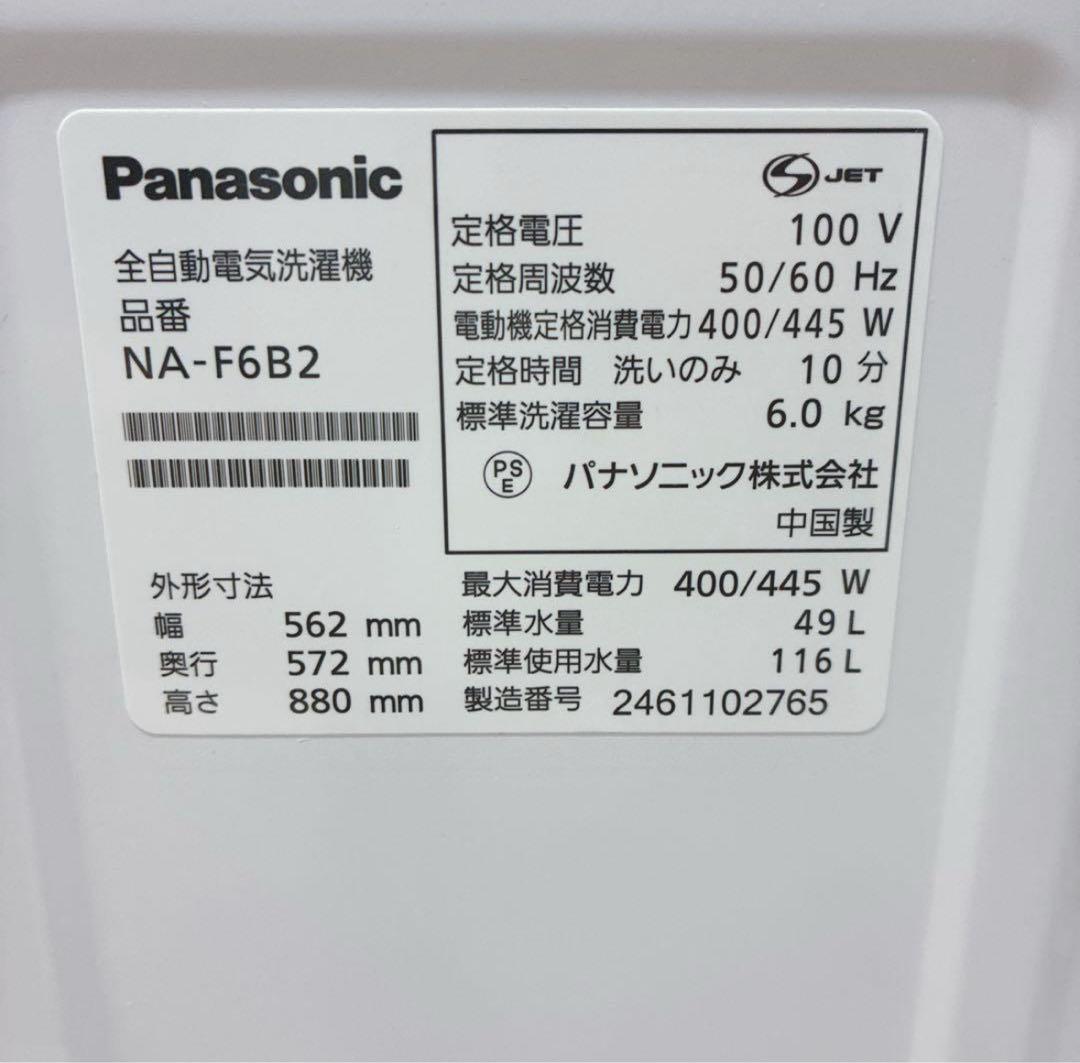 Panasonic
全自動電気洗濯機
品番
NA-F6B2
S JET
定格電圧 100 V
定格周波数 50/60 Hz
電動機定格消費電力 400/445 W
定格時間 洗いのみ 10 分
標準洗濯容量 6.0 kg
PSE パナソニック株式会社
中国製
外形寸法
幅 562 mm
奥行 572 mm
高さ 880 mm
最大消費電力 400/445 W
標準水量 49 L
標準使用水量 116 L
製造番号 2461102765